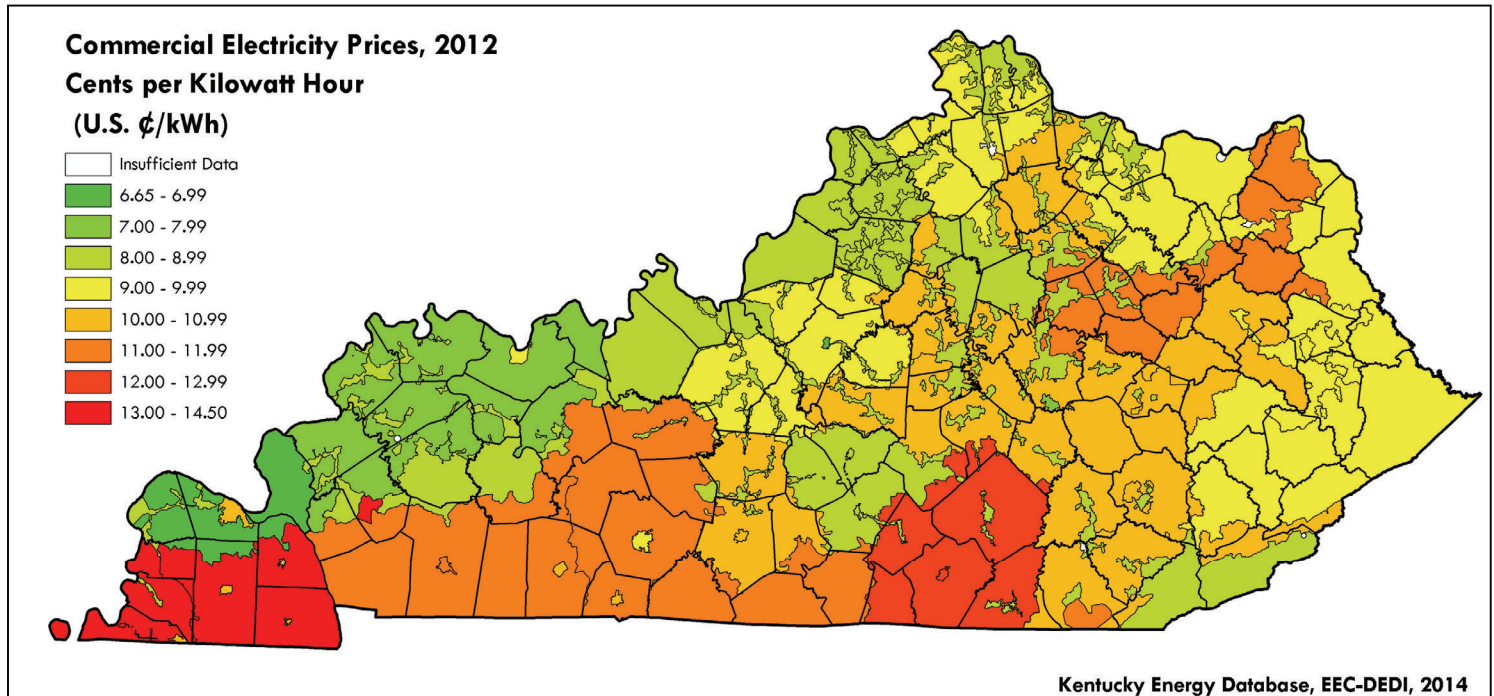 Commercial Electricity Prices, 2012
Cents per Kilowatt Hour
(U.S. ¢/kWh)
Insufficient Data
6.65 - 6.99
7.00 - 7.99
8.00 - 8.99
9.00 - 9.99
10.00 - 10.99
11.00 - 11.99
12.00 - 12.99
13.00 - 14.50
Kentucky Energy Database, EEC-DEDI, 2014